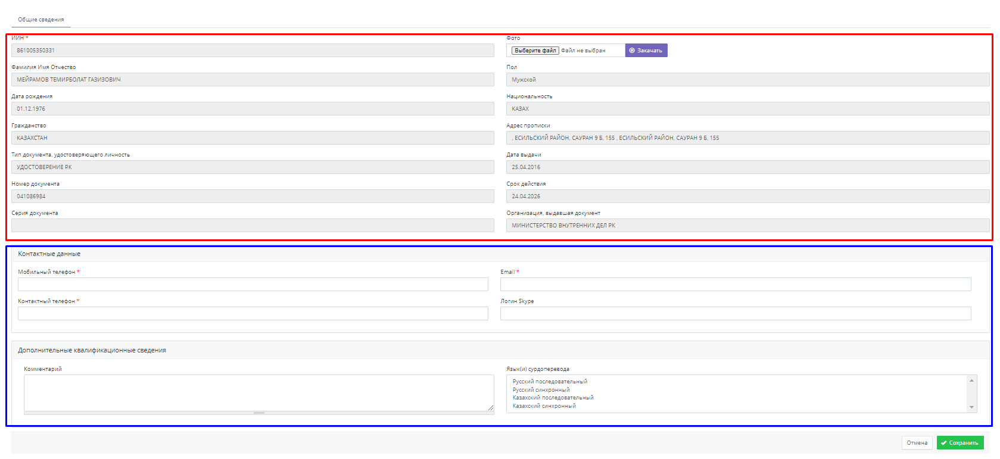 Общие сведения
ИИН *
861005350331
Фото
Выберите файл Файл не выбран Закачать
Фамилия Имя Отчество
МЕЙРАМОВ ТЕМИРБОЛАТ ГАЗИЗОВИЧ
Пол
Мужской
Дата рождения
01.12.1976
Национальность
КАЗАХ
Гражданство
КАЗАХСТАН
Адрес прописки
, ЕСИЛЬСКИЙ РАЙОН, САУРАН 9 Б, 155 , ЕСИЛЬСКИЙ РАЙОН, САУРАН 9 Б, 155
Тип документа, удостоверяющего личность
УДОСТОВЕРЕНИЕ РК
Дата выдачи
25.04.2016
Номер документа
041086984
Срок действия
24.04.2026
Серия документа
Организация, выдавшая документ
МИНИСТЕРСТВО ВНУТРЕННИХ ДЕЛ РК
Контактные данные
Мобильный телефон *
Email *
Контактный телефон *
Логин Skype
Дополнительные квалификационные сведения
Комментарий
Язык(и) сурдоперевода
Русский последовательный
Русский синхронный
Казахский последовательный
Казахский синхронный
Отмена
Сохранить